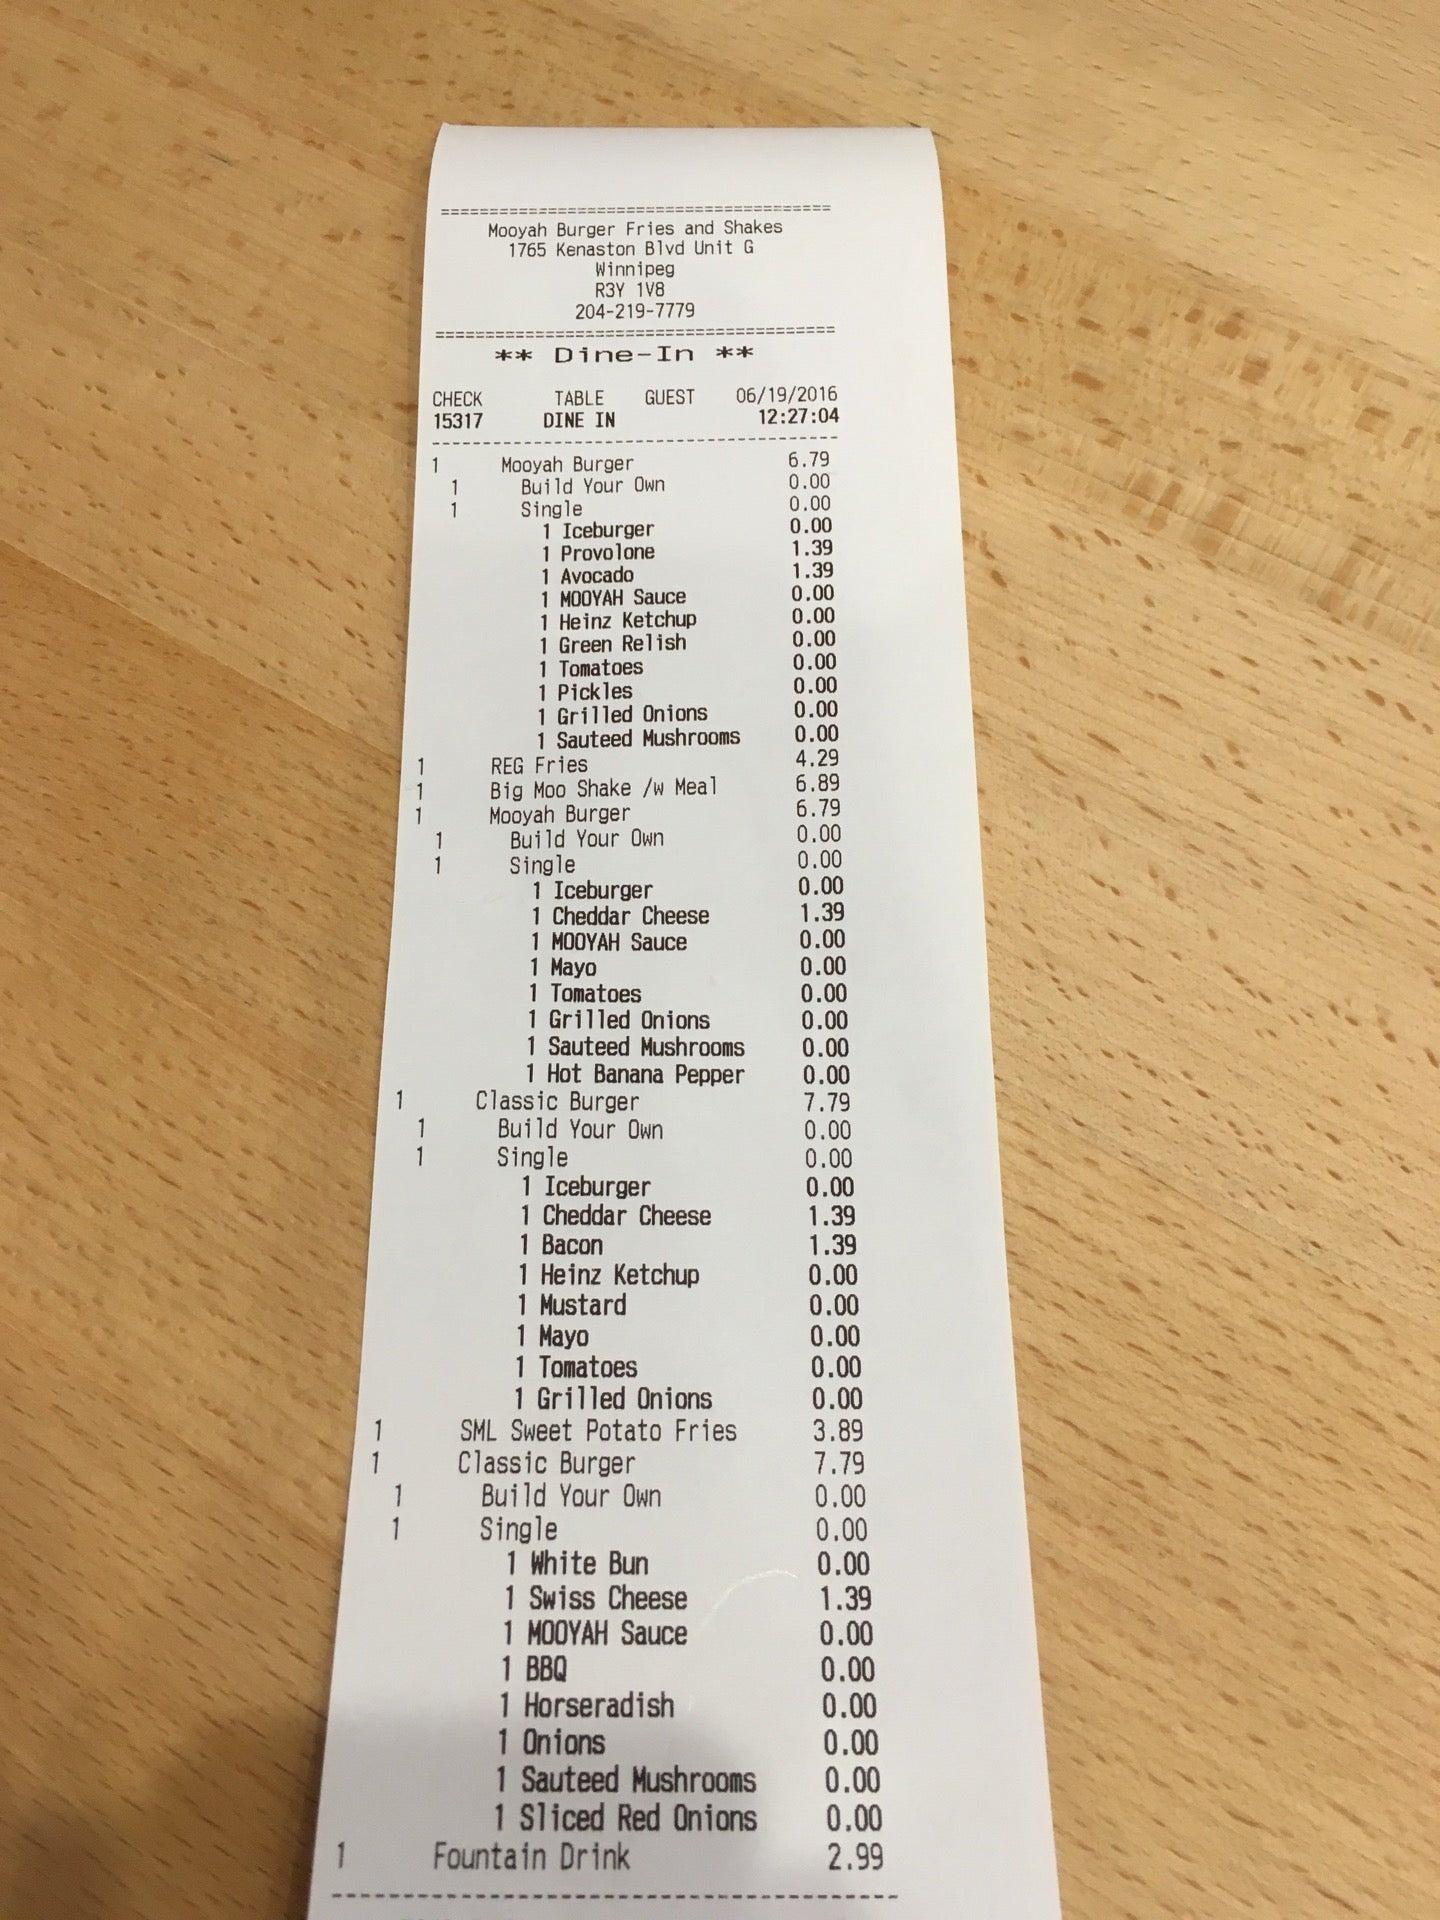 ======================================
Mooyah Burger Fries and Shakes
1765 Kenaston Blvd Unit G
Winnipeg
R3Y 1V8
204-219-7779
======================================
** Dine-In **
CHECK TABLE GUEST 06/19/2016
15317 DINE IN 12:27:04
--------------------------------------
1 Mooyah Burger 6.79
1 Build Your Own 0.00
1 Single 0.00
1 Iceburger 0.00
1 Provolone 1.39
1 Avocado 1.39
1 MOOYAH Sauce 0.00
1 Heinz Ketchup 0.00
1 Green Relish 0.00
1 Tomatoes 0.00
1 Pickles 0.00
1 Grilled Onions 0.00
1 Sauteed Mushrooms 0.00
1 REG Fries 4.29
1 Big Moo Shake /w Meal 6.89
1 Mooyah Burger 6.79
1 Build Your Own 0.00
1 Single 0.00
1 Iceburger 0.00
1 Cheddar Cheese 1.39
1 MOOYAH Sauce 0.00
1 Mayo 0.00
1 Tomatoes 0.00
1 Grilled Onions 0.00
1 Sauteed Mushrooms 0.00
1 Hot Banana Pepper 0.00
1 Classic Burger 7.79
1 Build Your Own 0.00
1 Single 0.00
1 Iceburger 0.00
1 Cheddar Cheese 1.39
1 Bacon 1.39
1 Heinz Ketchup 0.00
1 Mustard 0.00
1 Mayo 0.00
1 Tomatoes 0.00
1 Grilled Onions 0.00
1 SML Sweet Potato Fries 3.89
1 Classic Burger 7.79
1 Build Your Own 0.00
1 Single 0.00
1 White Bun 0.00
1 Swiss Cheese 1.39
1 MOOYAH Sauce 0.00
1 BBQ 0.00
1 Horseradish 0.00
1 Onions 0.00
1 Sauteed Mushrooms 0.00
1 Sliced Red Onions 0.00
1 Fountain Drink 2.99
--------------------------------------